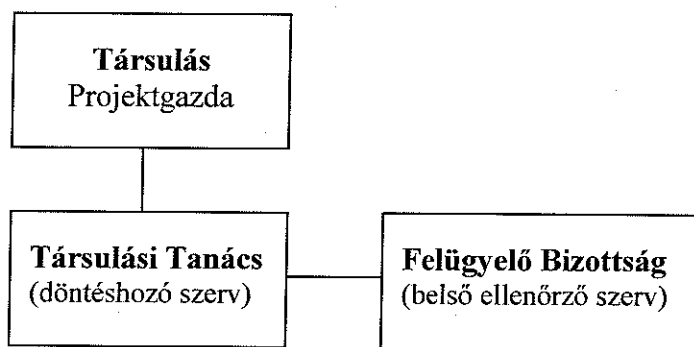 Társulás
Projektgazda
Társulási Tanács
(döntéshozó szerv)
Felügyelő Bizottság
(belső ellenőrző szerv)